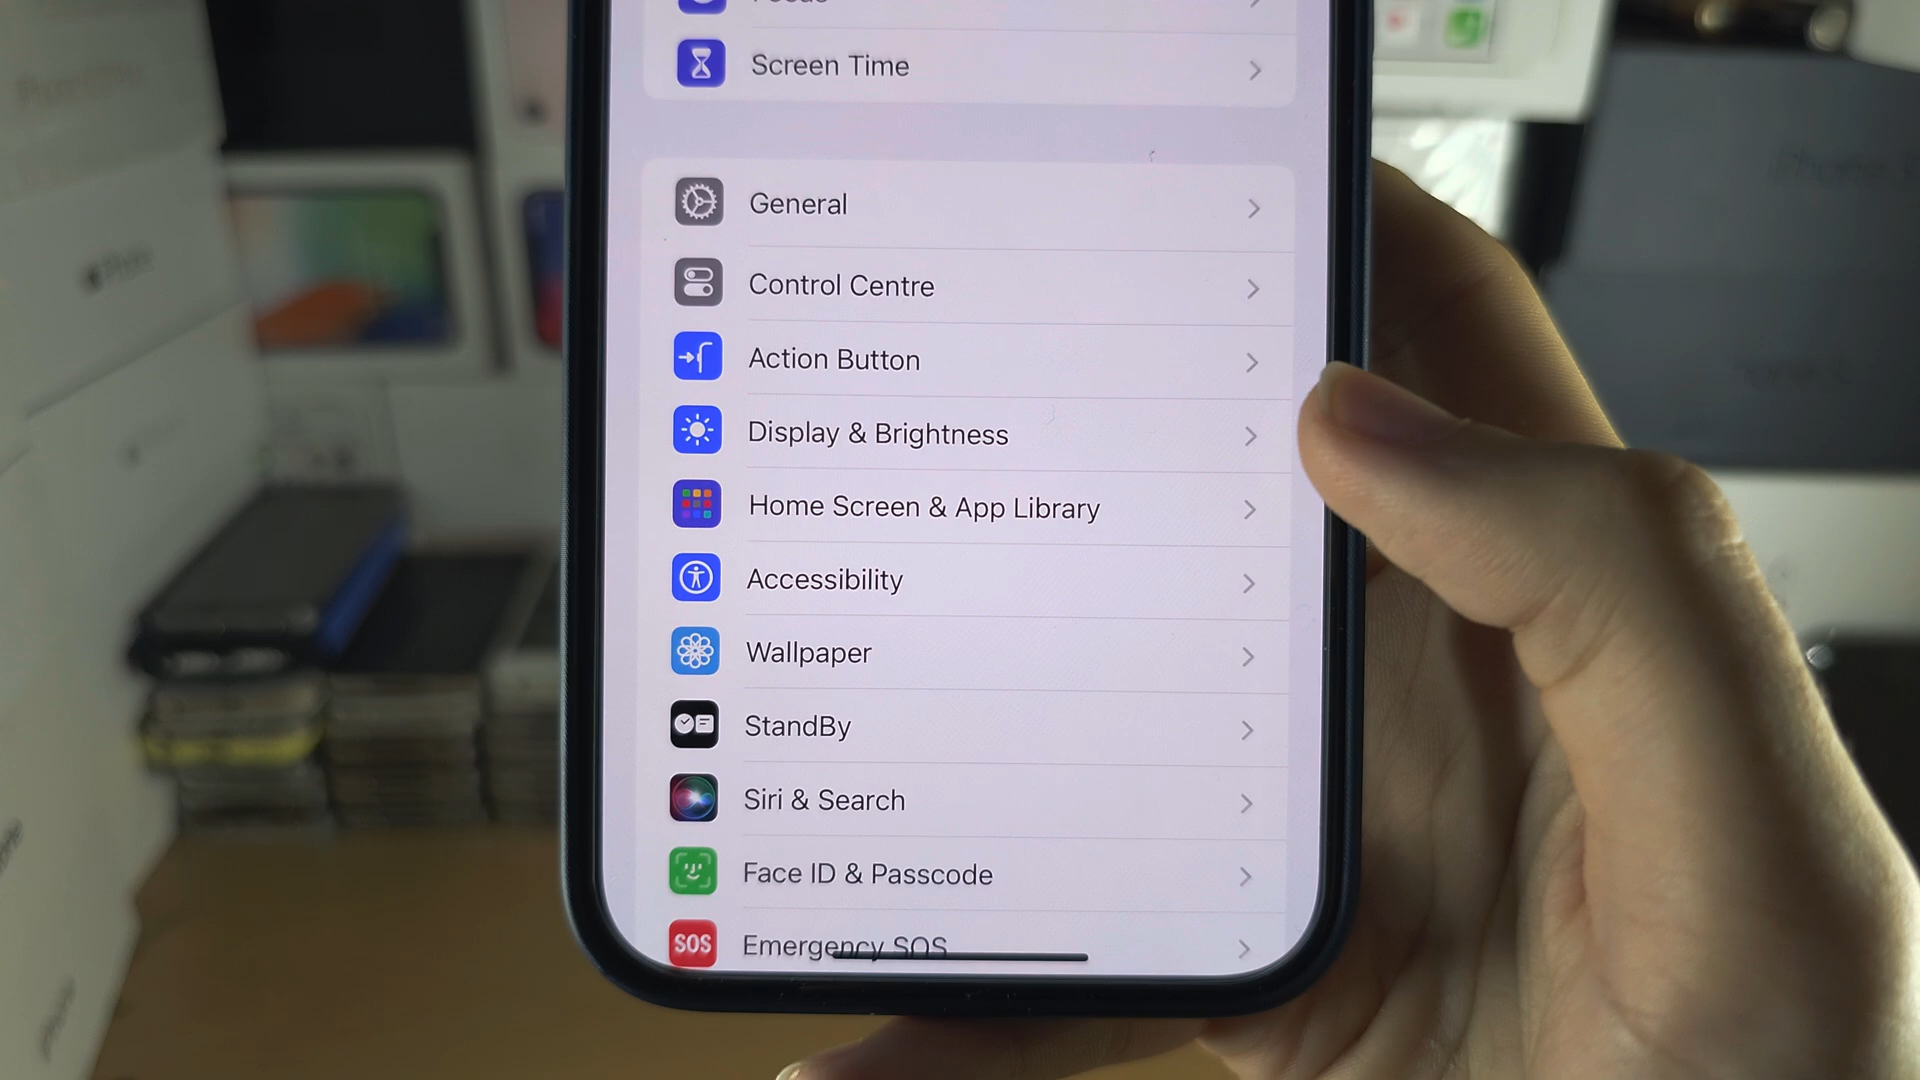 Focus
Screen Time
General
Control Centre
Action Button
Display & Brightness
Home Screen & App Library
Accessibility
Wallpaper
StandBy
Siri & Search
Face ID & Passcode
SOS Emergency SOS